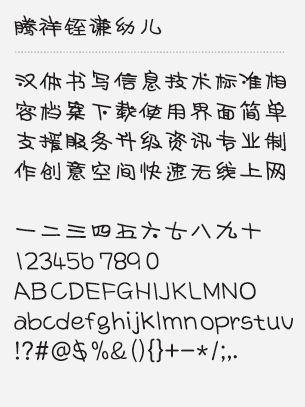 腾祥铚谦幼儿
汉体书写信息技术标准相
容档案下载使用界面简单
支援服务升级资讯专业制
作创意空间快速无线上网
一二三四五六七八九十
12345b7890
ABCDEFGHIJKLMNO
abcdefghijklmnoprstuv
!?#@$%&(){}+-*/;,.